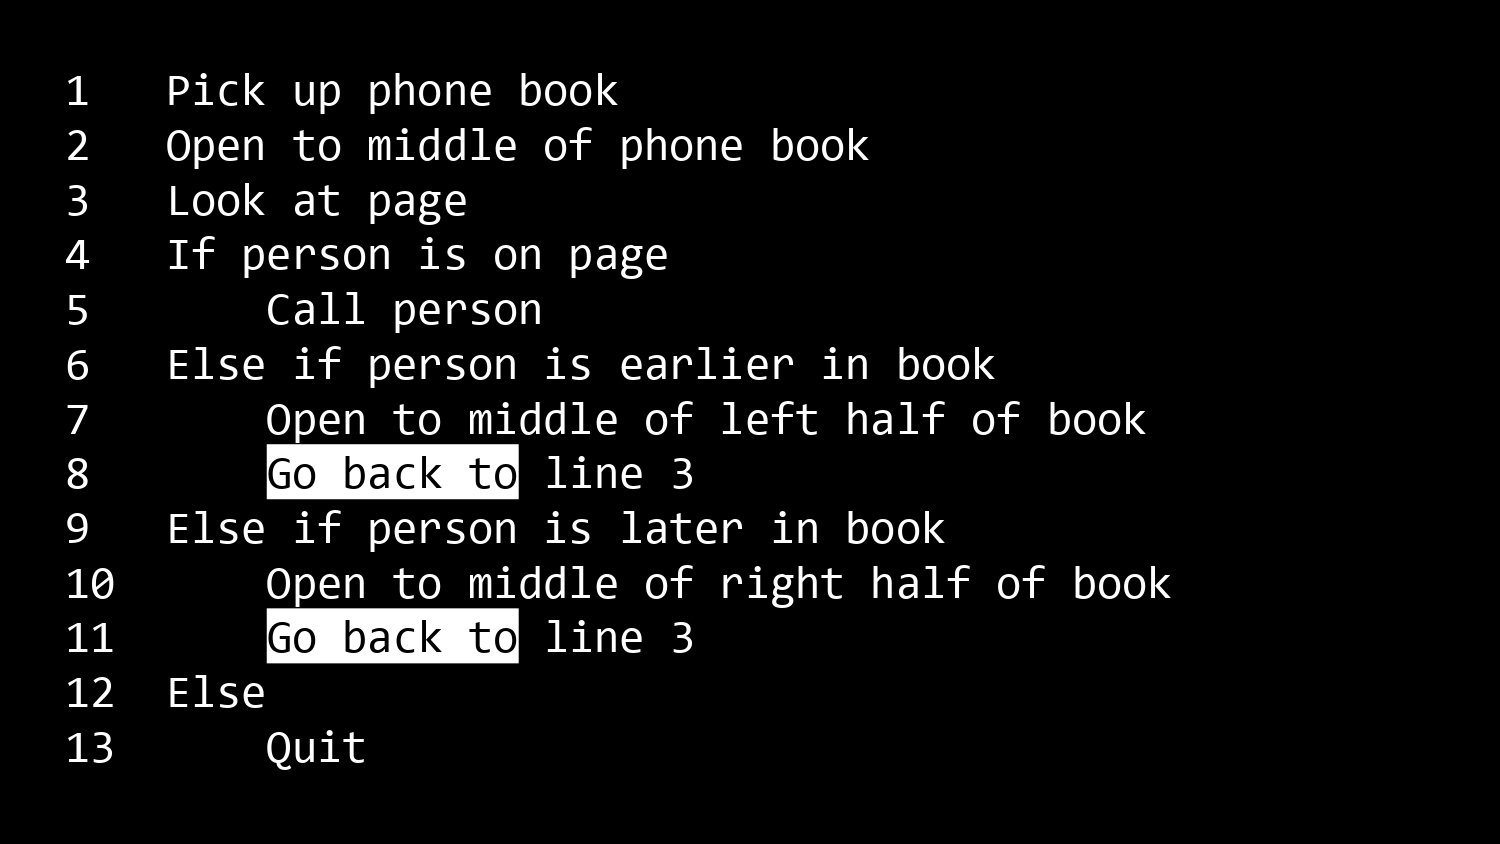 1 Pick up phone book
2 Open to middle of phone book
3 Look at page
4 If person is on page
5     Call person
6 Else if person is earlier in book
7     Open to middle of left half of book
8     Go back to line 3
9 Else if person is later in book
10     Open to middle of right half of book
11     Go back to line 3
12 Else
13     Quit